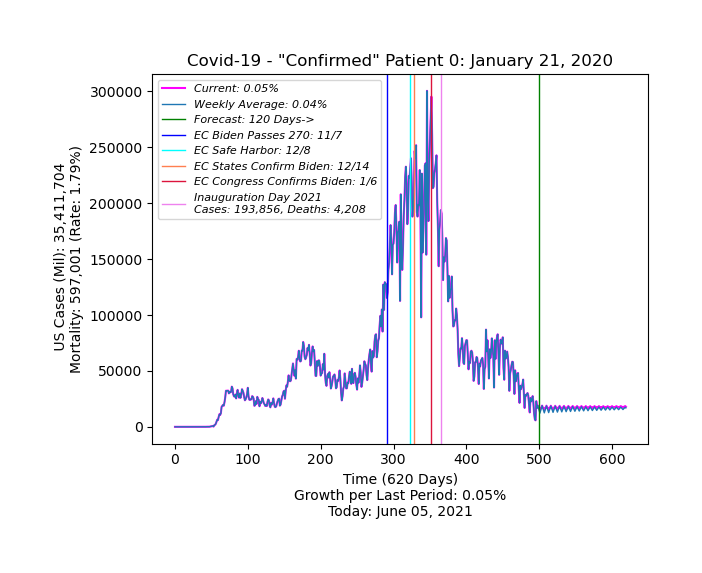 Covid-19 - "Confirmed" Patient 0: January 21, 2020
Current: 0.05%
Weekly Average: 0.04%
Forecast: 120 Days->
EC Biden Passes 270: 11/7
EC Safe Harbor: 12/8
EC States Confirm Biden: 12/14
EC Congress Confirms Biden: 1/6
Inauguration Day 2021
Cases: 193,856, Deaths: 4,208
US Cases (Mil): 35,411,704
Mortality: 597,001 (Rate: 1.79%)
300000
250000
200000
150000
100000
50000
0
0 100 200 300 400 500 600
Time (620 Days)
Growth per Last Period: 0.05%
Today: June 05, 2021